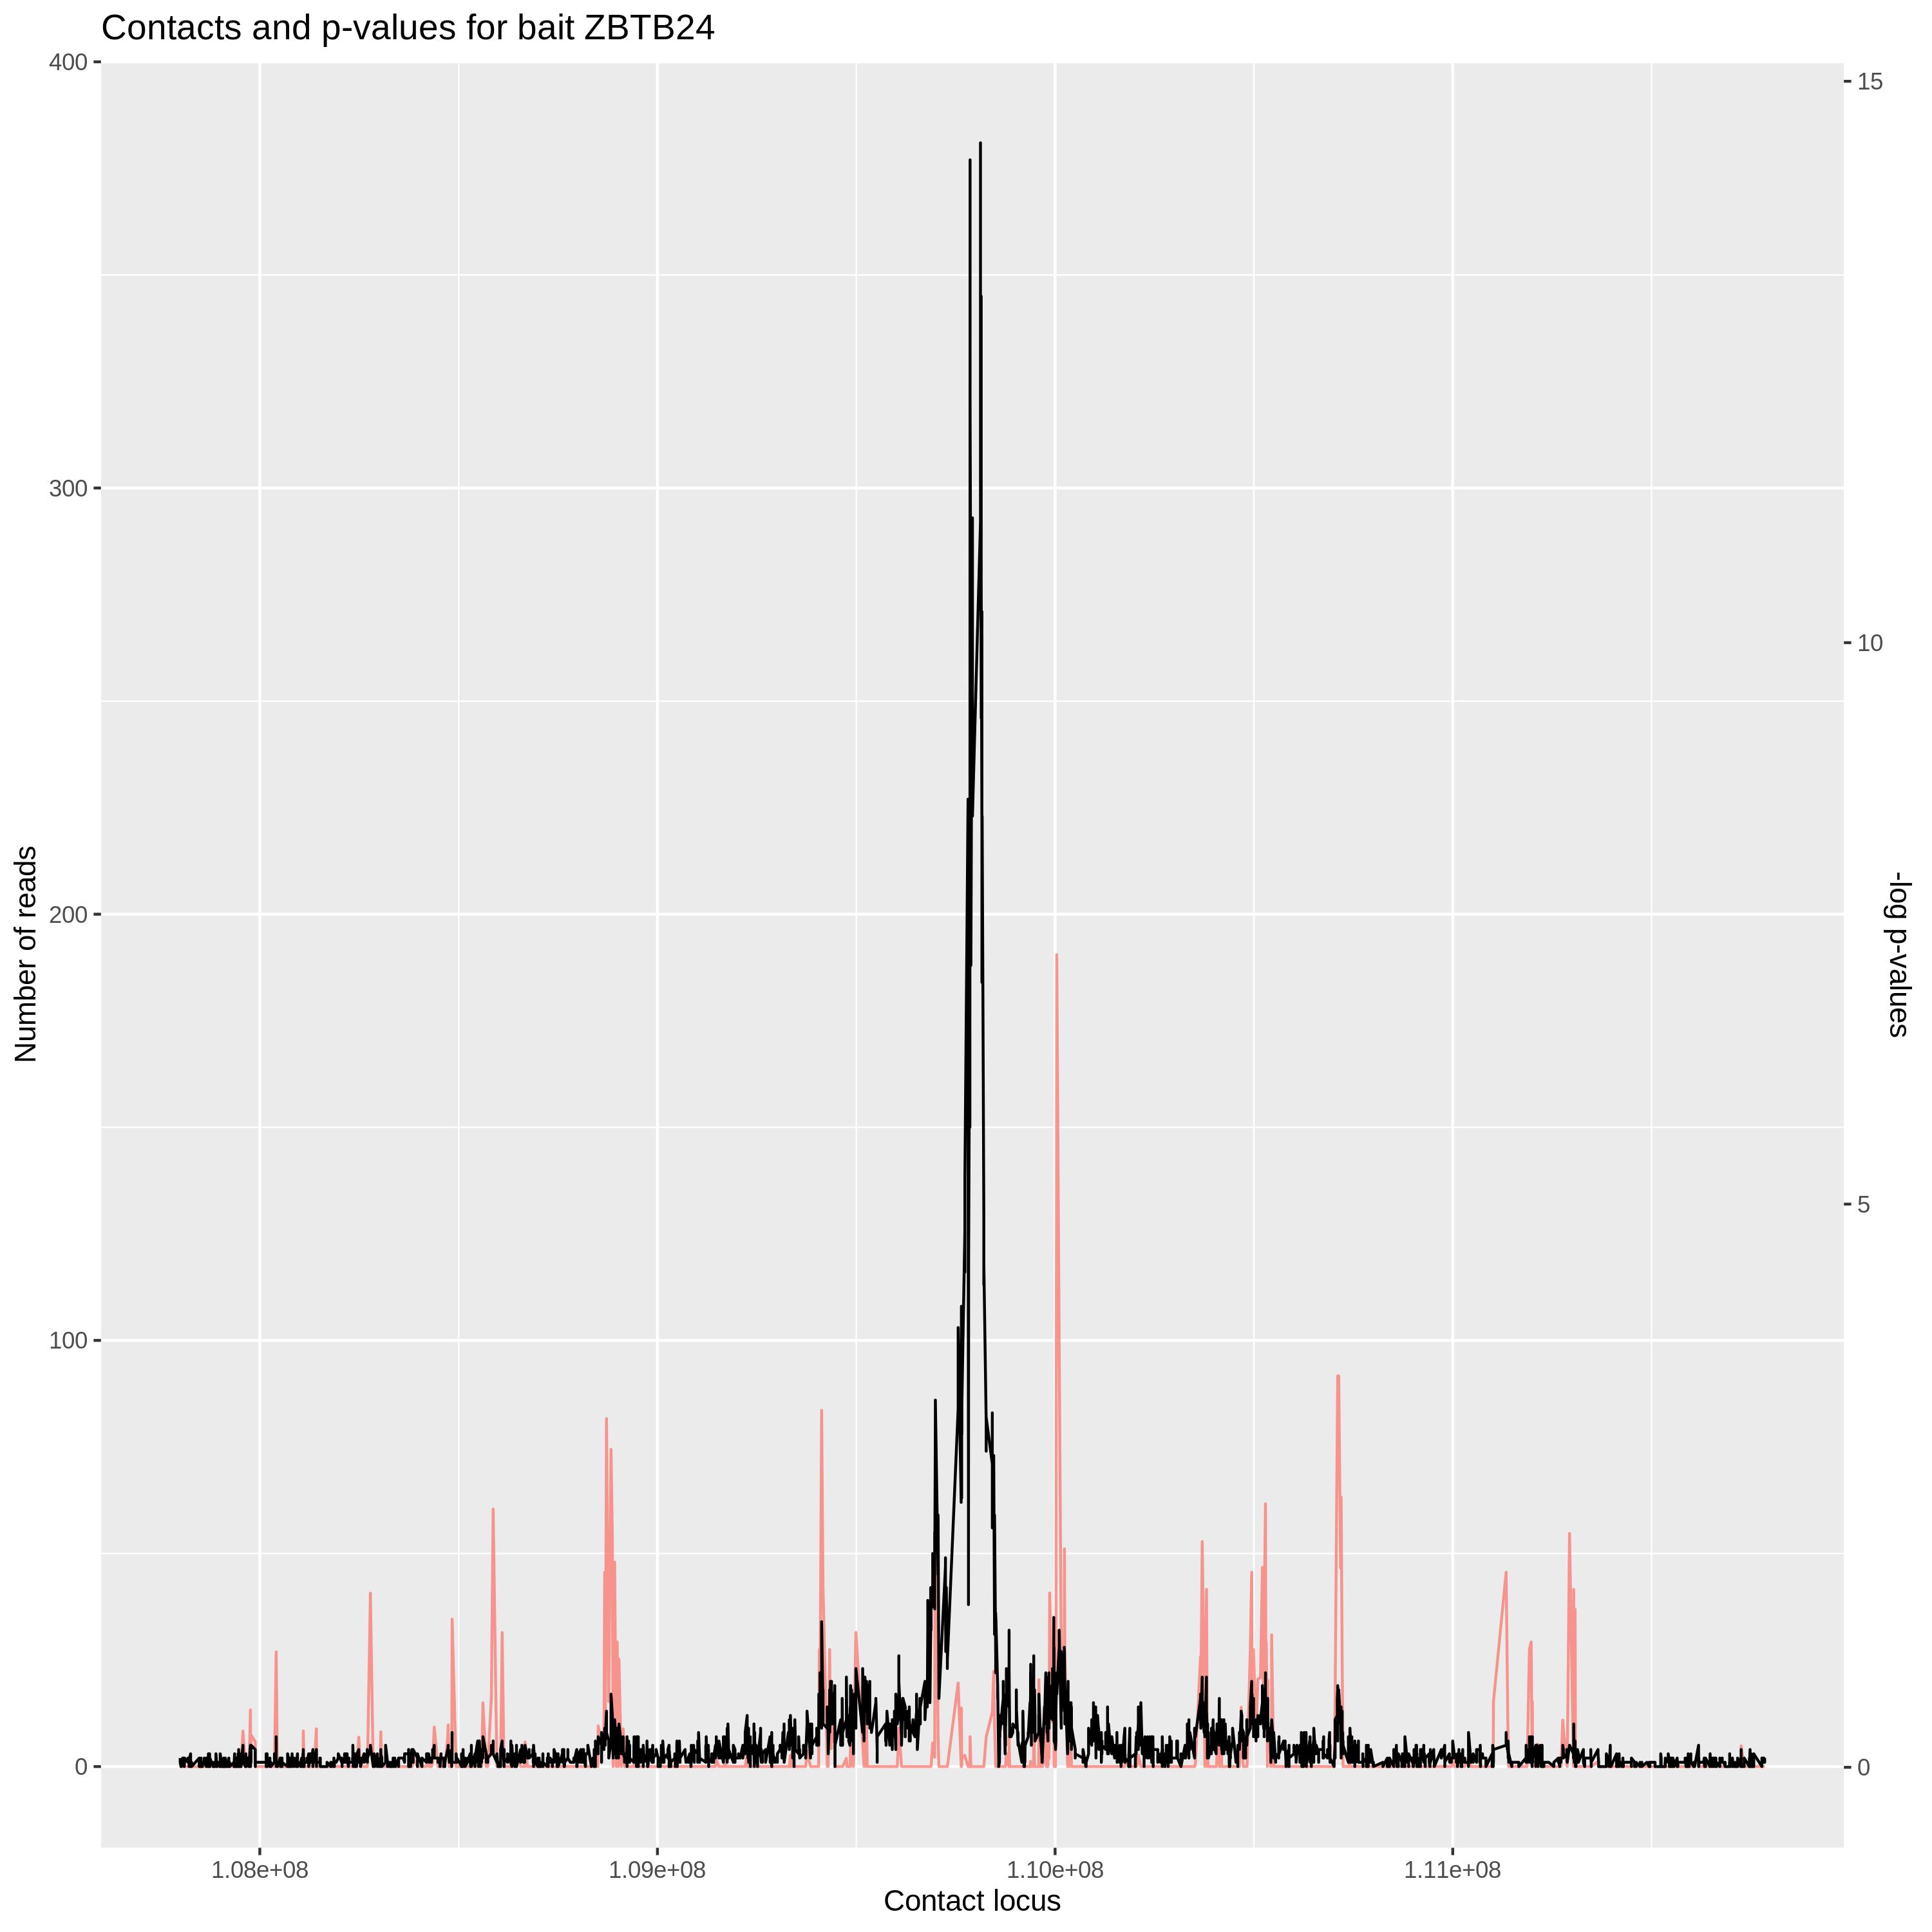 Contacts and p-values for bait ZBTB24
400
300
200
100
0
Number of reads
15
10
5
0
-log p-values
1.08e+08
1.09e+08
1.10e+08
1.11e+08
Contact locus